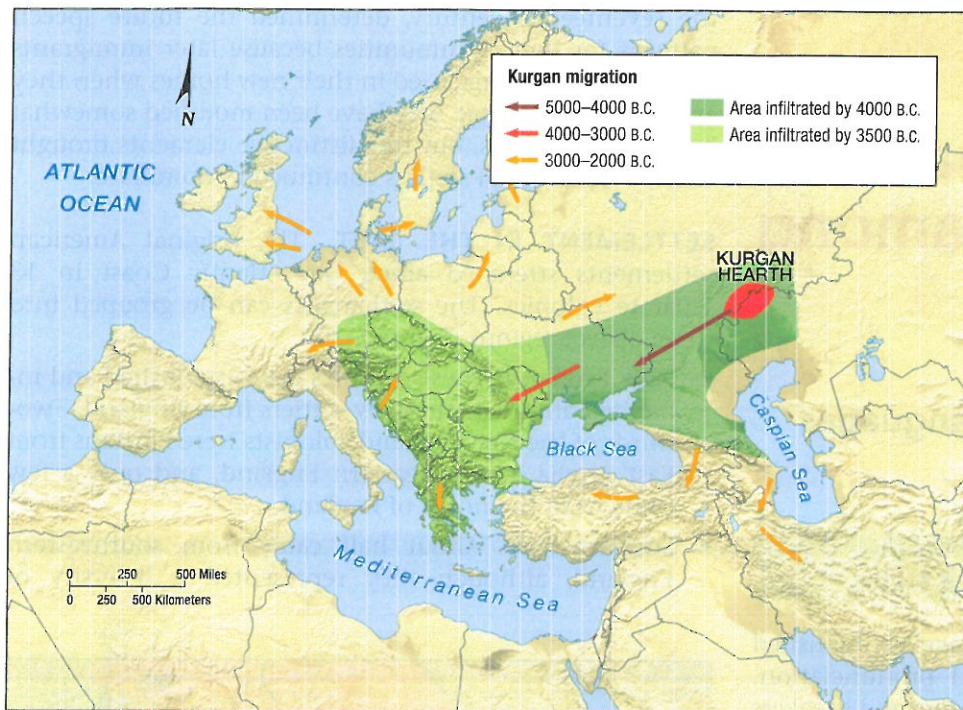 Kurgan migration
5000–4000 B.C.
4000–3000 B.C.
3000–2000 B.C.
Area infiltrated by 4000 B.C.
Area infiltrated by 3500 B.C.
N
ATLANTIC
OCEAN
KURGAN
HEARTH
Black Sea
Caspian Sea
Mediterranean Sea
0 250 500 Miles
0 250 500 Kilometers